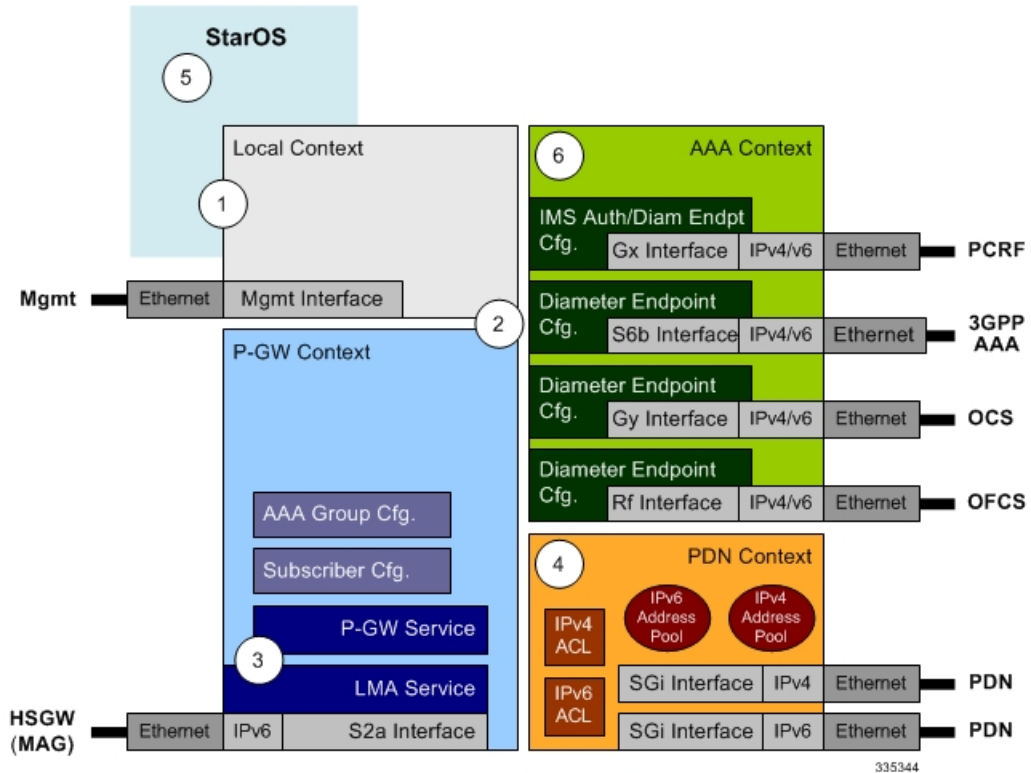 StarOS
5
Local Context
1
Mgmt
Ethernet
Mgmt Interface
2
P-GW Context
AAA Group Cfg.
Subscriber Cfg.
P-GW Service
3
LMA Service
HSGW
(MAG)
Ethernet
IPv6
S2a Interface
6
AAA Context
IMS Auth/Diam Endpt
Cfg.
Gx Interface
IPv4/v6
Ethernet
PCRF
Diameter Endpoint
Cfg.
S6b Interface
IPv4/v6
Ethernet
3GPP
AAA
Diameter Endpoint
Cfg.
Gy Interface
IPv4/v6
Ethernet
OCS
Diameter Endpoint
Cfg.
Rf Interface
IPv4/v6
Ethernet
OFCS
4
PDN Context
IPv6
Address
Pool
IPv4
Address
Pool
IPv4
ACL
SGi Interface
IPv4
Ethernet
PDN
IPv6
ACL
SGi Interface
IPv6
Ethernet
PDN
335344